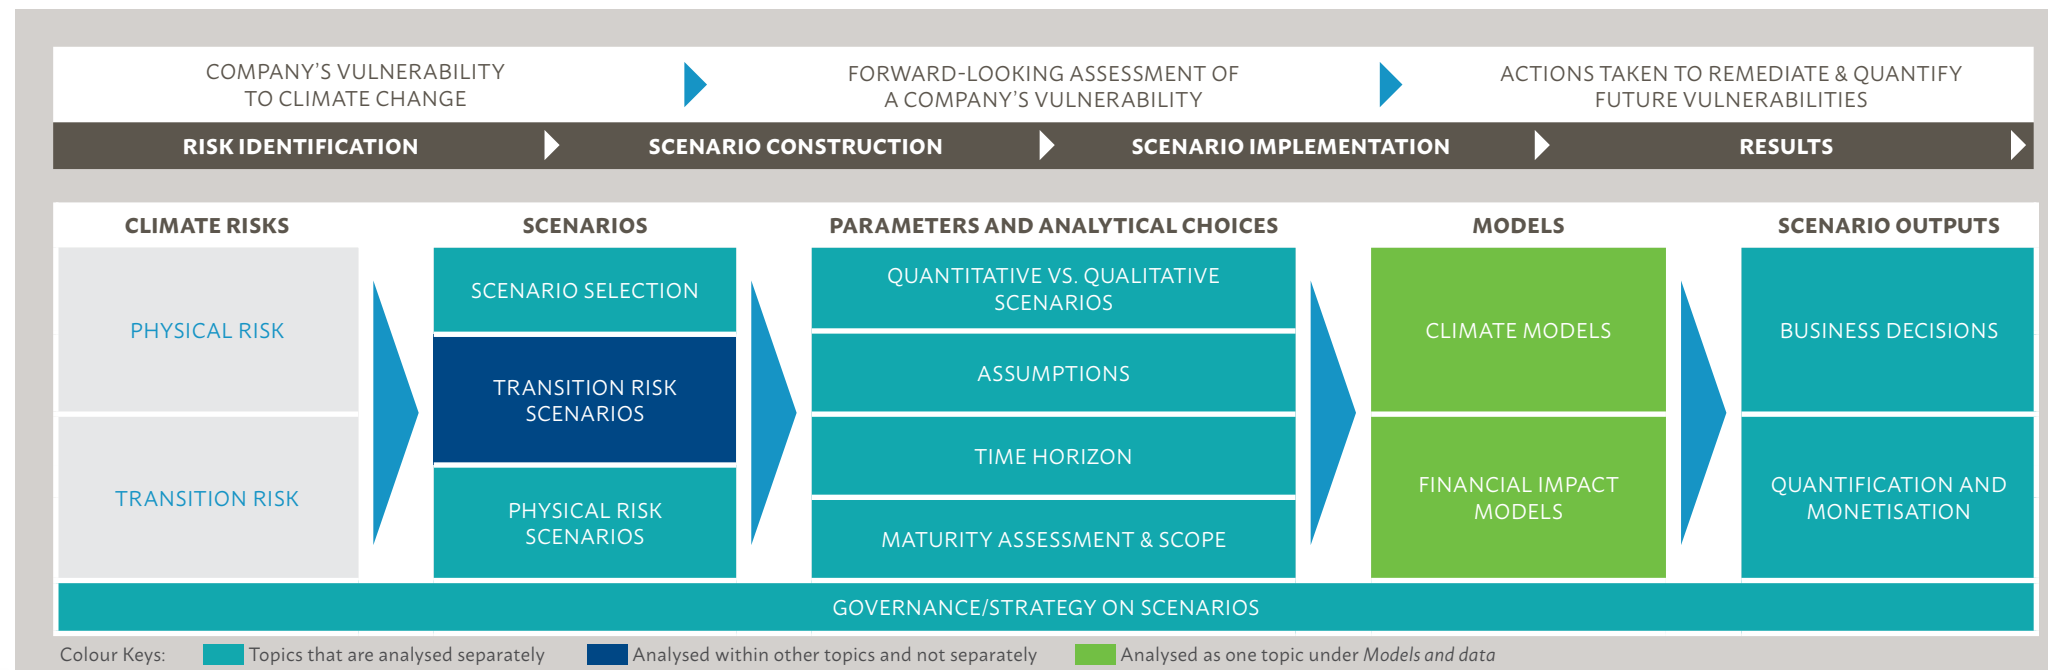 COMPANY'S VULNERABILITY
TO CLIMATE CHANGE
FORWARD-LOOKING ASSESSMENT OF
A COMPANY'S VULNERABILITY
ACTIONS TAKEN TO REMEDIATE & QUANTIFY
FUTURE VULNERABILITIES
RISK IDENTIFICATION
SCENARIO CONSTRUCTION
SCENARIO IMPLEMENTATION
RESULTS
CLIMATE RISKS
PHYSICAL RISK
TRANSITION RISK
SCENARIOS
SCENARIO SELECTION
TRANSITION RISK
SCENARIOS
PHYSICAL RISK
SCENARIOS
PARAMETERS AND ANALYTICAL CHOICES
QUANTITATIVE VS. QUALITATIVE
SCENARIOS
ASSUMPTIONS
TIME HORIZON
MATURITY ASSESSMENT & SCOPE
MODELS
CLIMATE MODELS
FINANCIAL IMPACT
MODELS
SCENARIO OUTPUTS
BUSINESS DECISIONS
QUANTIFICATION AND
MONETISATION
GOVERNANCE/STRATEGY ON SCENARIOS
Colour Keys:
Topics that are analysed separately
Analysed within other topics and not separately
Analysed as one topic under Models and data